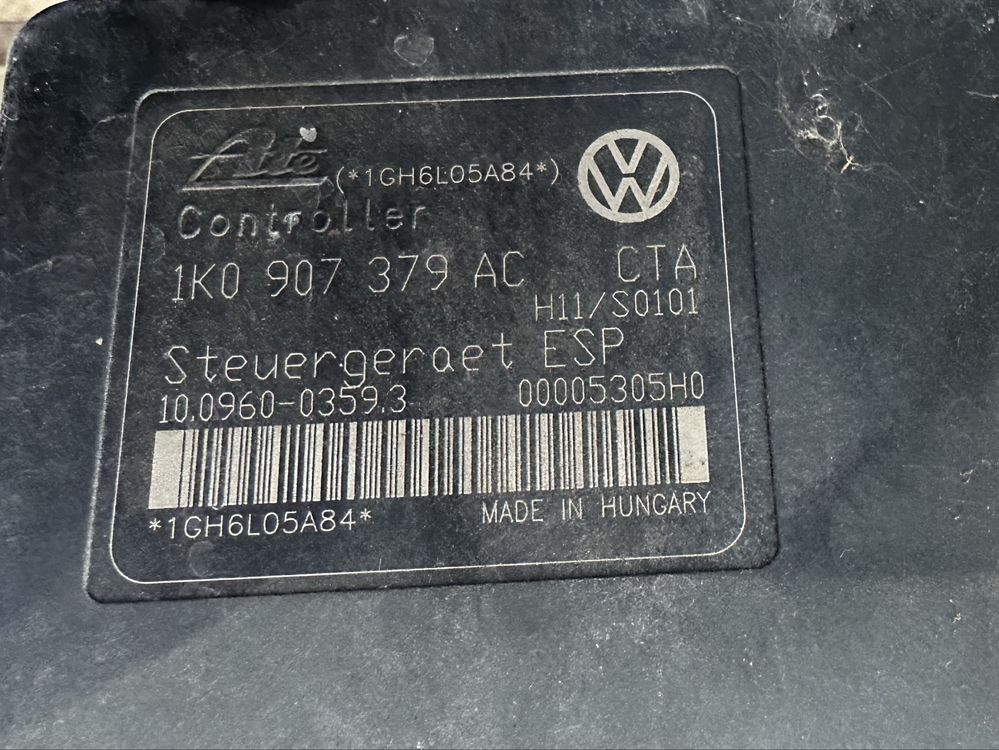 Ate (*1GH6L05A84*)
Controller
1K0 907 379 AC CTA
H11/S0101
Steuergeraet ESP
10.0960-0359.3 00005305H0
*1GH6L05A84* MADE IN HUNGARY